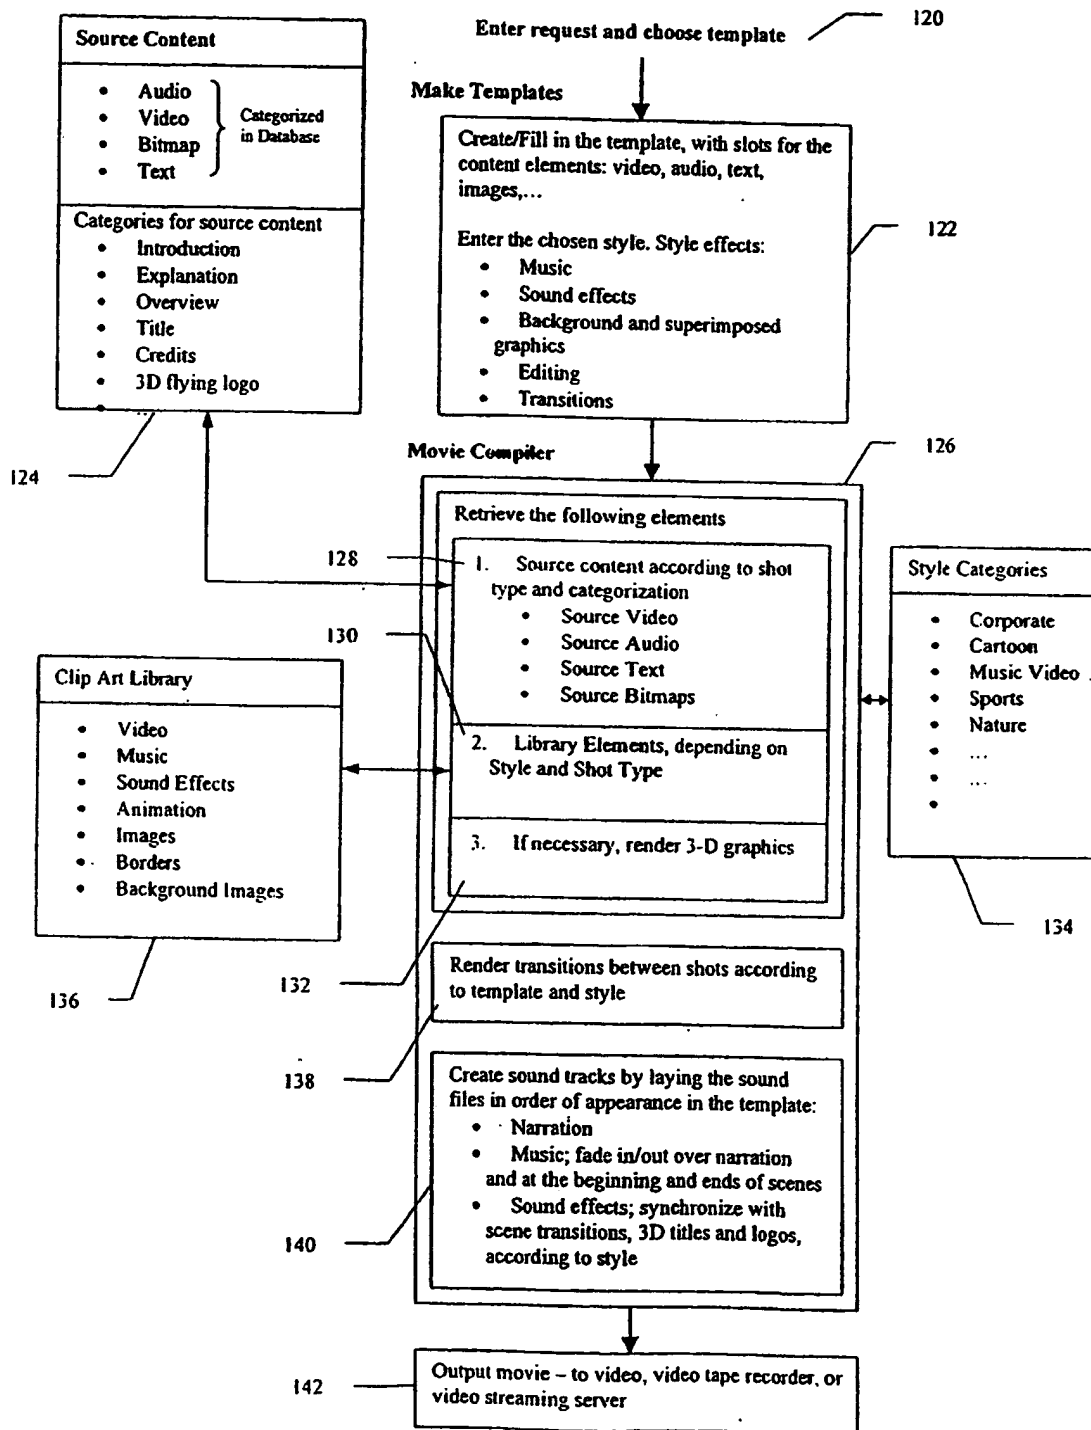 Source Content
• Audio
• Video
• Bitmap
• Text
Categorized
in Database
Categories for source content
• Introduction
• Explanation
• Overview
• Title
• Credits
• 3D flying logo
• ...
124
Enter request and choose template
120
Make Templates
Create/Fill in the template, with slots for the
content elements: video, audio, text,
images,...
Enter the chosen style. Style effects:
• Music
• Sound effects
• Background and superimposed
graphics
• Editing
• Transitions
122
Movie Compiler
126
Retrieve the following elements
128
1. Source content according to shot
type and categorization
• Source Video
• Source Audio
• Source Text
• Source Bitmaps
130
2. Library Elements, depending on
Style and Shot Type
3. If necessary, render 3-D graphics
132
Style Categories
• Corporate
• Cartoon
• Music Video
• Sports
• Nature
• ...
• ...
•
134
Clip Art Library
• Video
• Music
• Sound Effects
• Animation
• Images
• Borders
• Background Images
136
Render transitions between shots according
to template and style
138
Create sound tracks by laying the sound
files in order of appearance in the template:
• Narration
• Music; fade in/out over narration
and at the beginning and ends of scenes
• Sound effects; synchronize with
scene transitions, 3D titles and logos,
according to style
140
Output movie – to video, video tape recorder, or
video streaming server
142